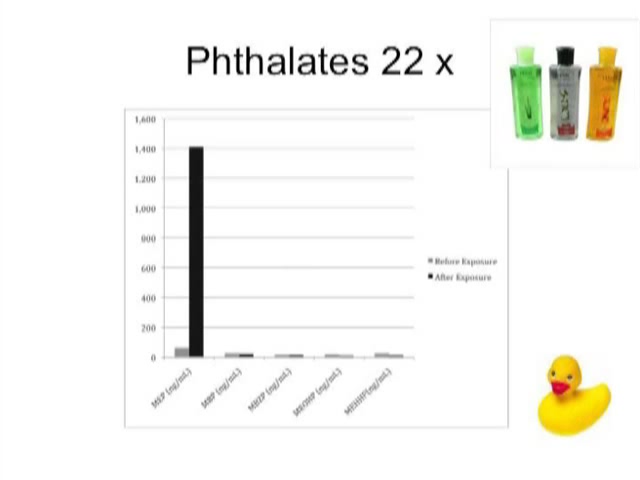 Phthalates 22 x
1,600
1,400
1,200
1,000
800
600
400
200
0
Before Exposure
After Exposure
MEP (ng/mL)
MBP (ng/mL)
MBZP (ng/mL)
MEOHP (ng/mL)
MEHHP(ng/mL)